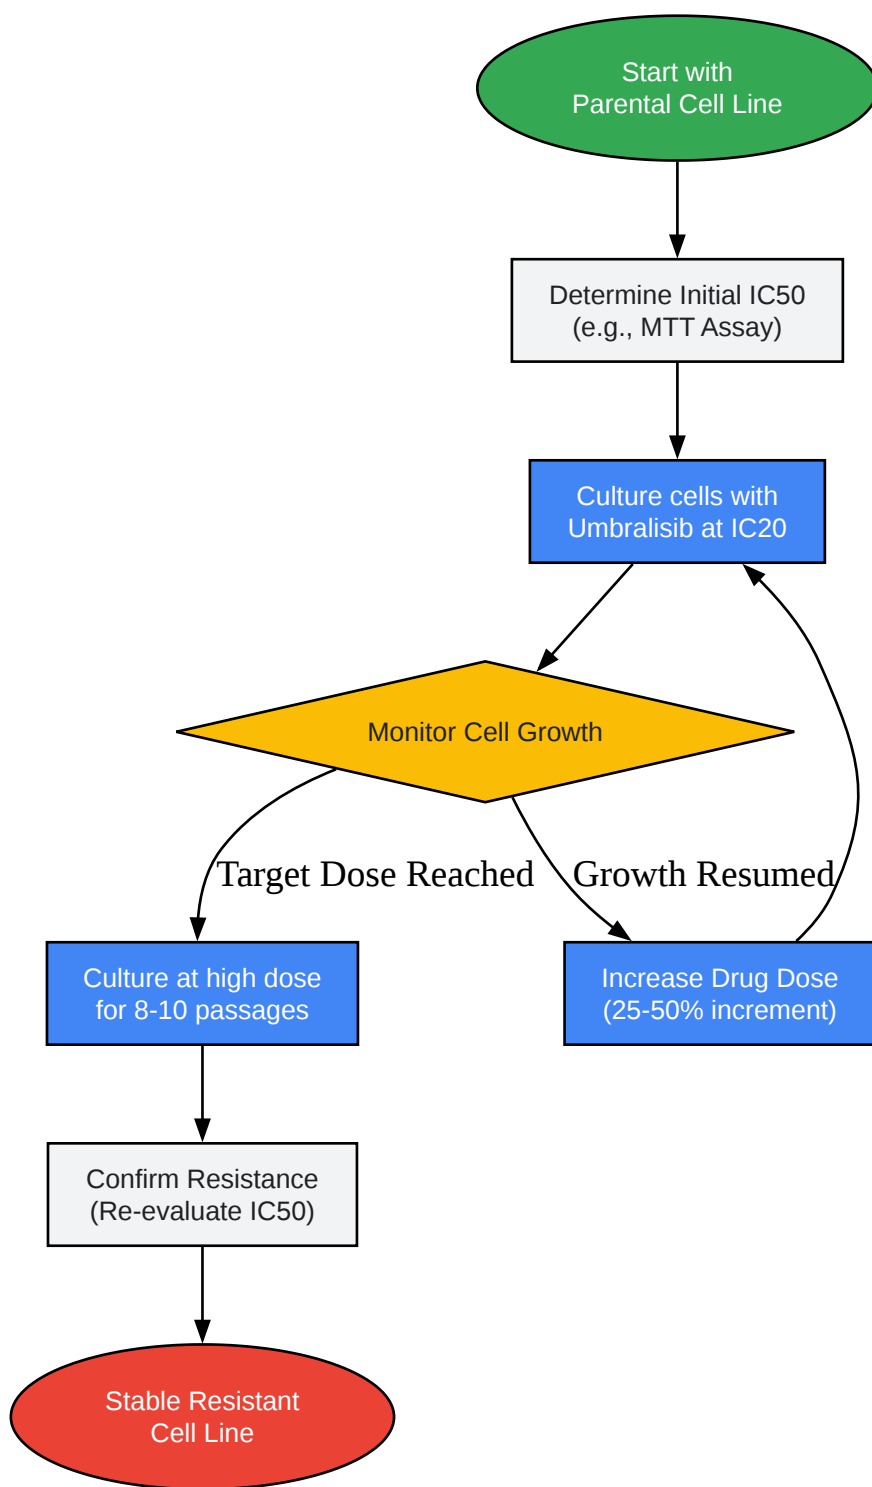 Start with
Parental Cell Line
Determine Initial IC50
(e.g., MTT Assay)
Culture cells with
Umbralisib at IC20
Monitor Cell Growth
Target Dose Reached
Growth Resumed
Culture at high dose
for 8-10 passages
Increase Drug Dose
(25-50% increment)
Confirm Resistance
(Re-evaluate IC50)
Stable Resistant
Cell Line